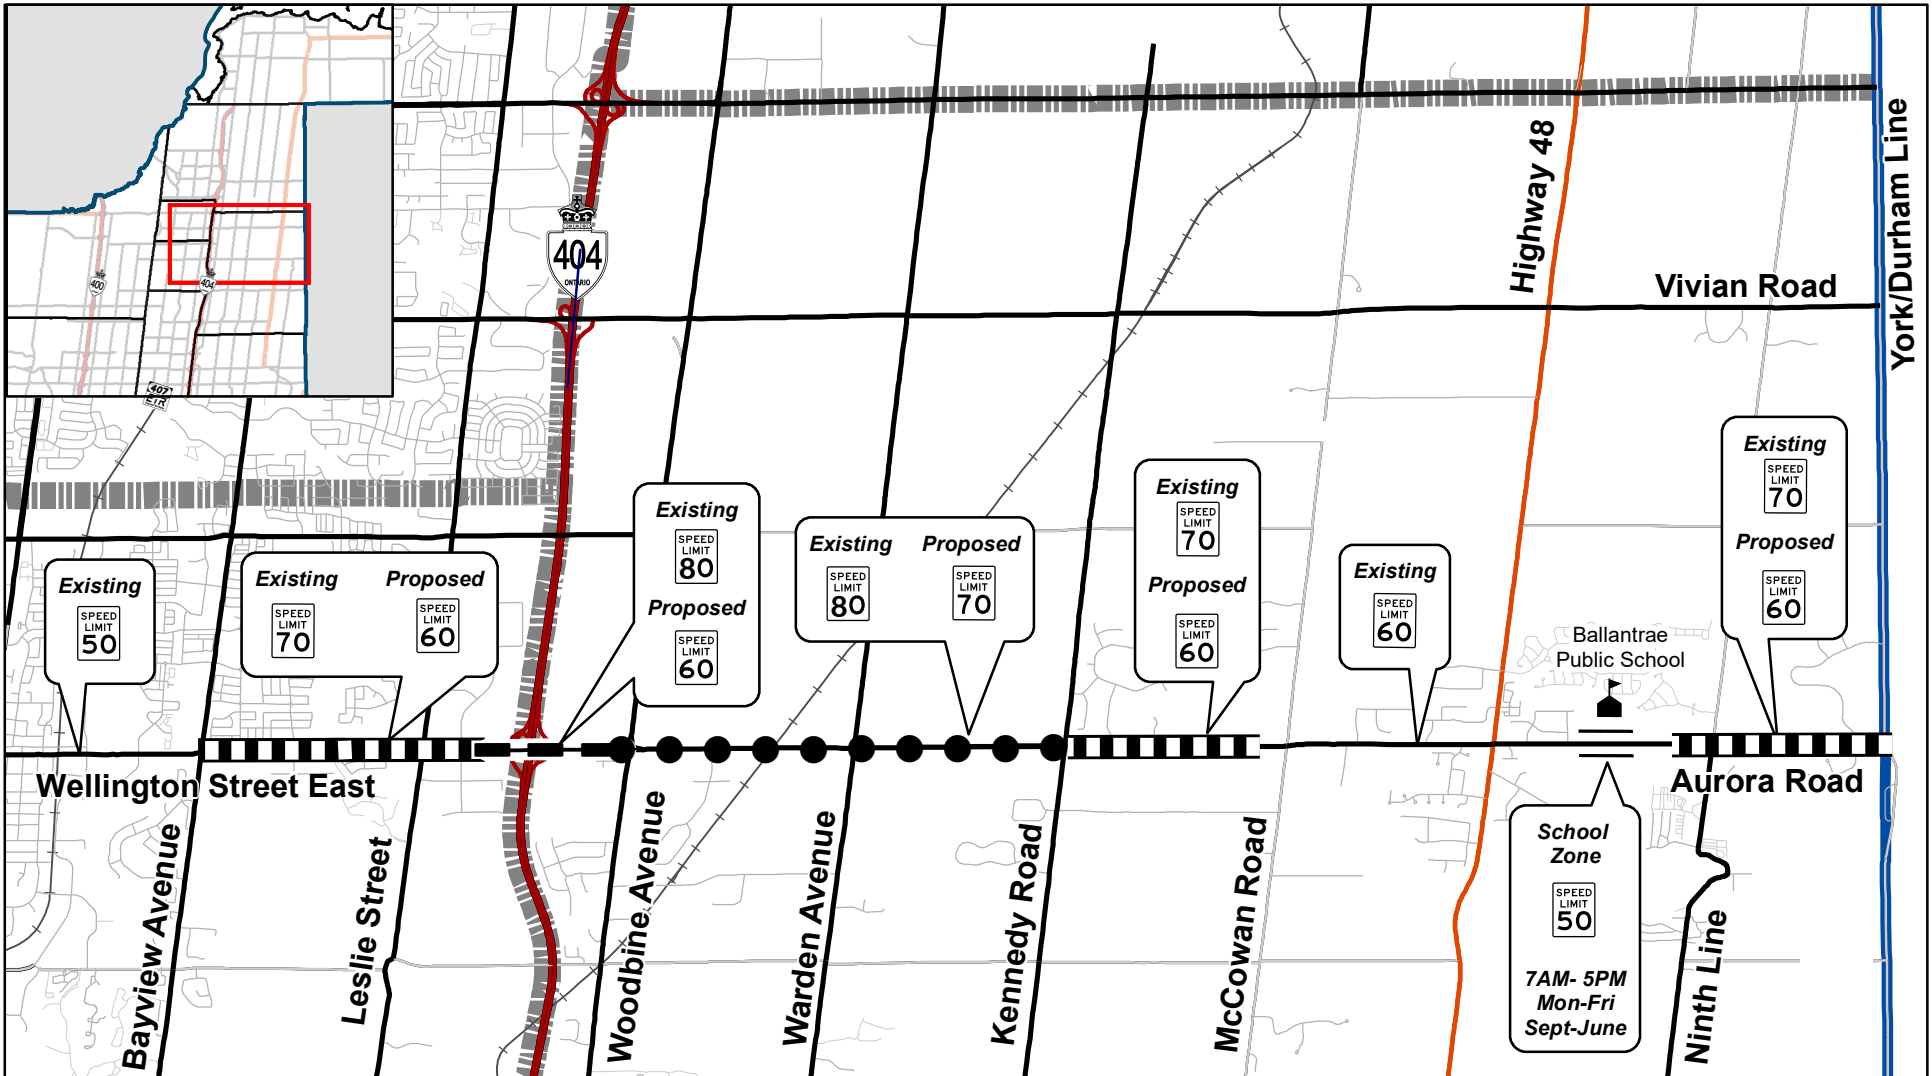 400
404
407
ETR
404
ONTARIO
Highway 48
York/Durham Line
Vivian Road
Existing
SPEED
LIMIT
50
Existing
SPEED
LIMIT
70
Proposed
SPEED
LIMIT
60
Existing
SPEED
LIMIT
80
Proposed
SPEED
LIMIT
60
Existing
SPEED
LIMIT
80
Proposed
SPEED
LIMIT
70
Existing
SPEED
LIMIT
70
Proposed
SPEED
LIMIT
60
Existing
SPEED
LIMIT
60
Existing
SPEED
LIMIT
70
Proposed
SPEED
LIMIT
60
Ballantrae
Public School
Wellington Street East
Aurora Road
School
Zone
SPEED
LIMIT
50
7AM- 5PM
Mon-Fri
Sept-June
Bayview Avenue
Leslie Street
Woodbine Avenue
Warden Avenue
Kennedy Road
McCowan Road
Ninth Line